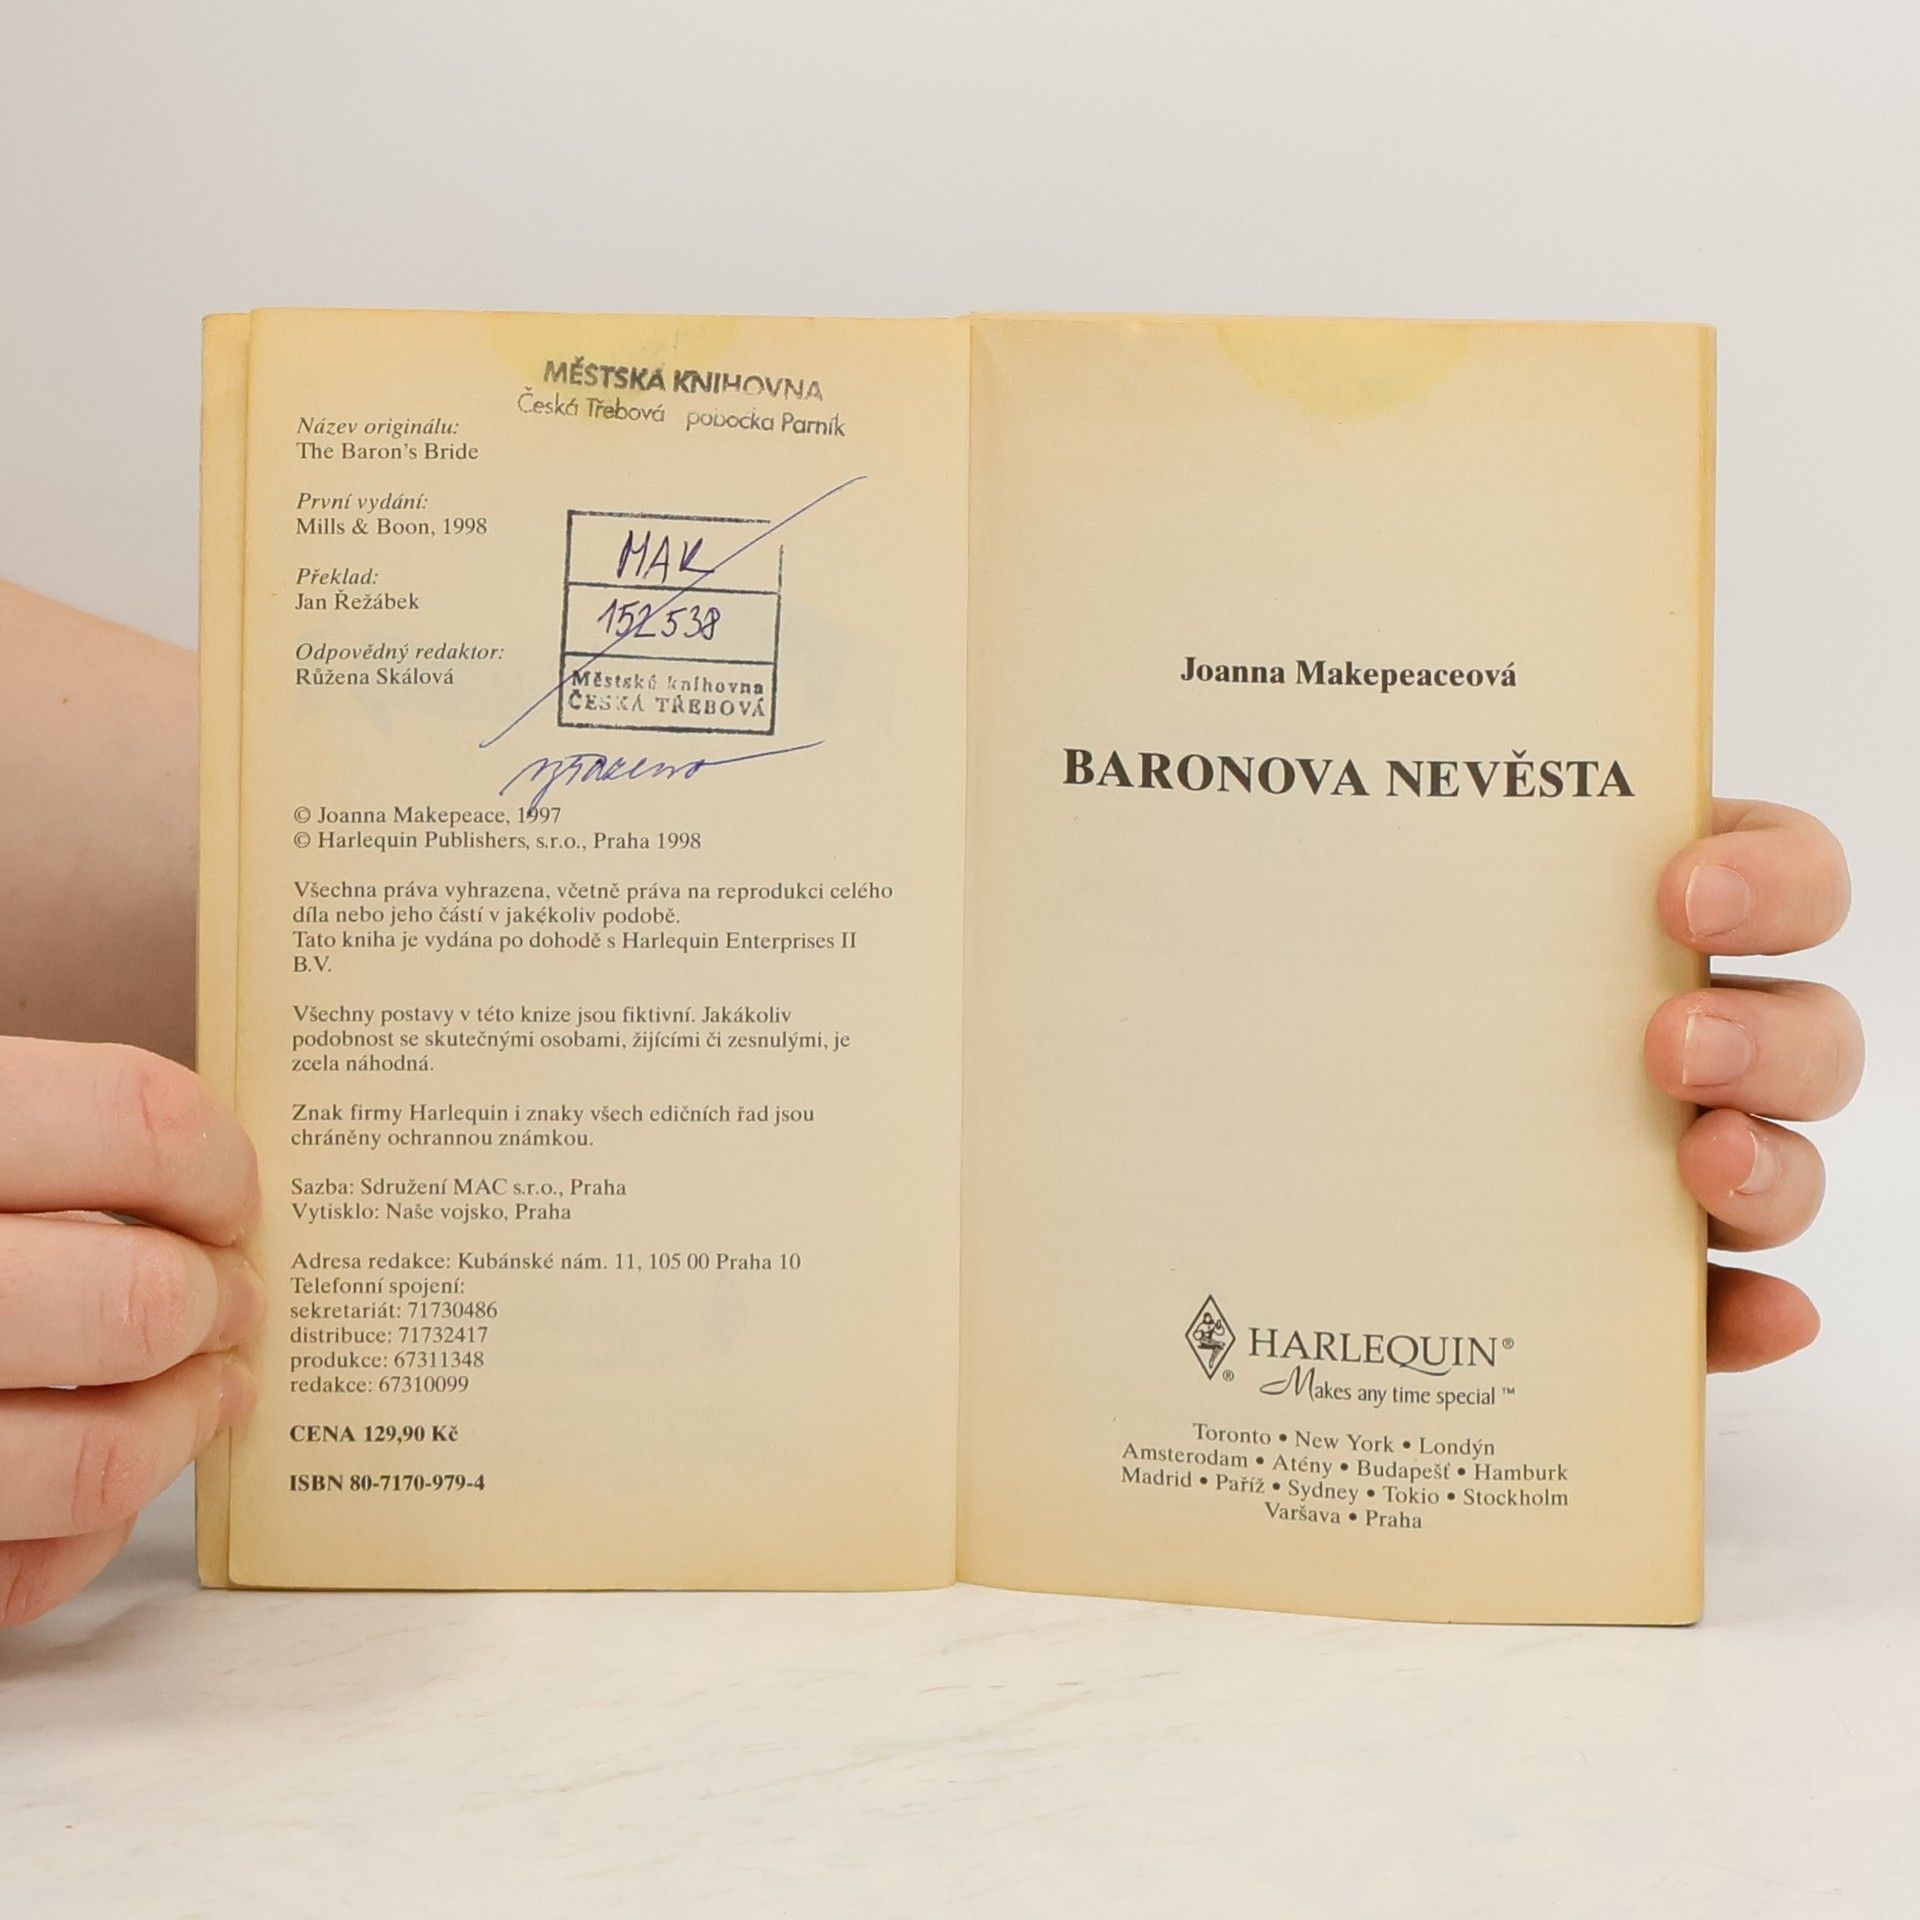 MĚSTSKÁ KNIHOVNA
Česká Třebová pobočka Parník
Název originálu:
The Baron's Bride
První vydání:
Mills & Boon, 1998
Překlad:
Jan Řežábek
Odpovědný redaktor:
Růžena Skálová
MAK
152538
Městská knihovna
ČESKÁ TŘEBOVÁ
vyřazeno
© Joanna Makepeace, 1997
© Harlequin Publishers, s.r.o., Praha 1998
Všechna práva vyhrazena, včetně práva na reprodukci celého
díla nebo jeho částí v jakékoliv podobě.
Tato kniha je vydána po dohodě s Harlequin Enterprises II
B.V.
Všechny postavy v této knize jsou fiktivní. Jakákoliv
podobnost se skutečnými osobami, žijícími či zesnulými, je
zcela náhodná.
Znak firmy Harlequin i znaky všech edičních řad jsou
chráněny ochrannou známkou.
Sazba: Sdružení MAC s.r.o., Praha
Vytisklo: Naše vojsko, Praha
Adresa redakce: Kubánské nám. 11, 105 00 Praha 10
Telefonní spojení:
sekretariát: 71730486
distribuce: 71732417
produkce: 67311348
redakce: 67310099
CENA 129,90 Kč
ISBN 80-7170-979-4
Joanna Makepeaceová
BARONOVA NEVĚSTA
HARLEQUIN®
®
Makes any time special™
Toronto • New York • Londýn
Amsterodam • Atény • Budapešť • Hamburk
Madrid • Paříž • Sydney • Tokio • Stockholm
Varšava • Praha